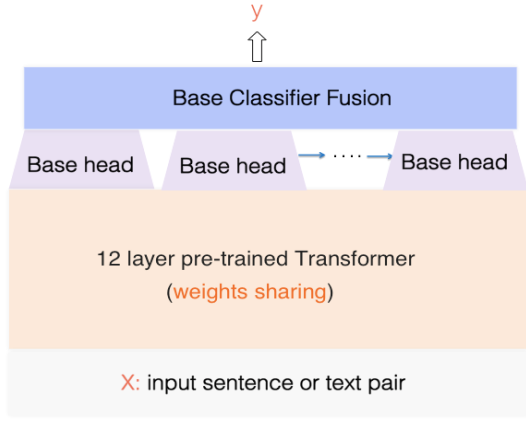 y
Base Classifier Fusion
Base head Base head .... Base head
12 layer pre-trained Transformer
(weights sharing)
X: input sentence or text pair